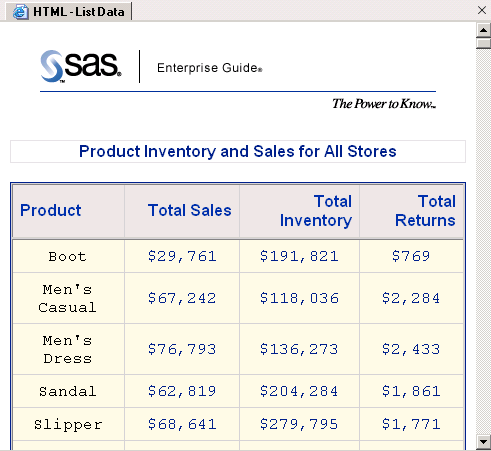 HTML - List Data
sas.
TM
Enterprise Guide®
The Power to Know™
Product Inventory and Sales for All Stores
Product Total Sales Total Inventory Total Returns
Boot $29,761 $191,821 $769
Men's Casual $67,242 $118,036 $2,284
Men's Dress $76,793 $136,273 $2,433
Sandal $62,819 $204,284 $1,861
Slipper $68,641 $279,795 $1,771